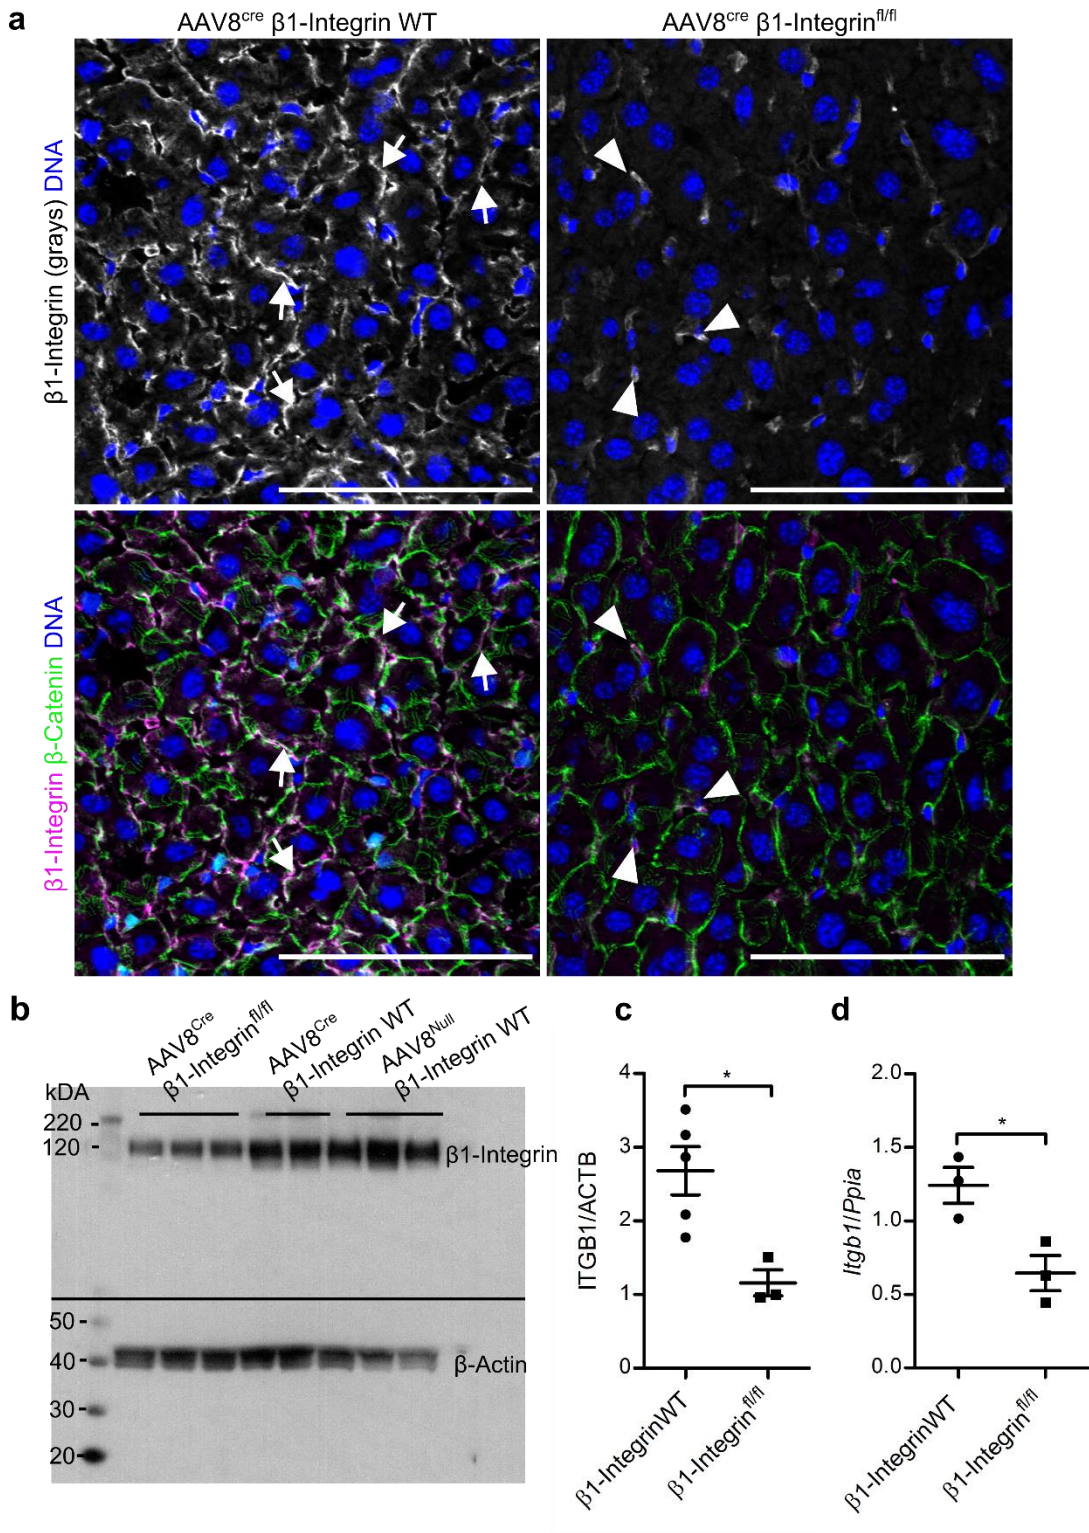 a
AAV8cre β1-Integrin WT
AAV8cre β1-Integrinfl/fl
β1-Integrin (grays) DNA
β1-Integrin β-Catenin DNA
b
AAV8Cre
β1-Integrinfl/fl
AAV8Cre
β1-Integrin WT
AAV8Null
β1-Integrin WT
kDA
220
120
β1-Integrin
50
40
β-Actin
30
20
c
ITGB1/ACTB
4
3
2
1
0
*
β1-IntegrinWT
β1-Integrinfl/fl
d
Itgb1/Ppia
2.0
1.5
1.0
0.5
0.0
*
β1-IntegrinWT
β1-Integrinfl/fl